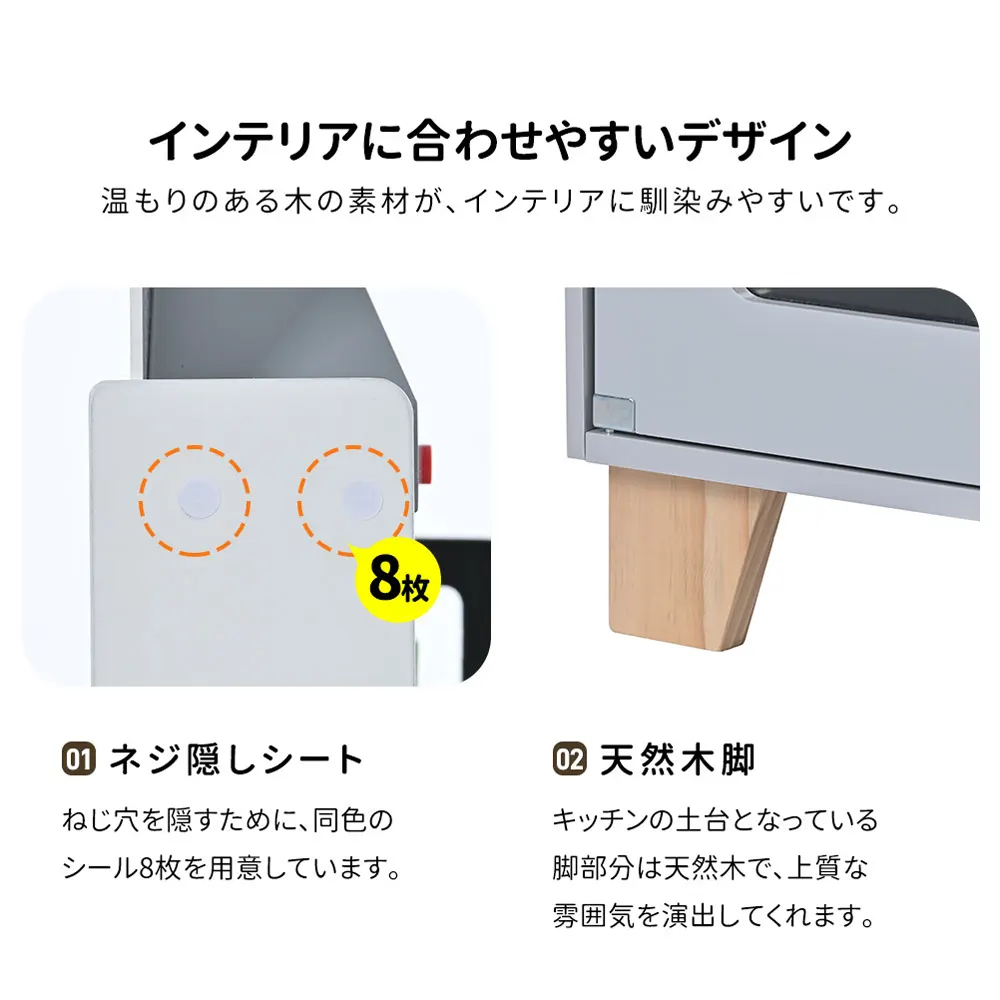 インテリアに合わせやすいデザイン
温もりのある木の素材が、インテリアに馴染みやすいです。
8枚
01 ネジ隠しシート
ねじ穴を隠すために、同色の
シール8枚を用意しています。
02 天然木脚
キッチンの土台となっている
脚部分は天然木で、上質な
雰囲気を演出してくれます。